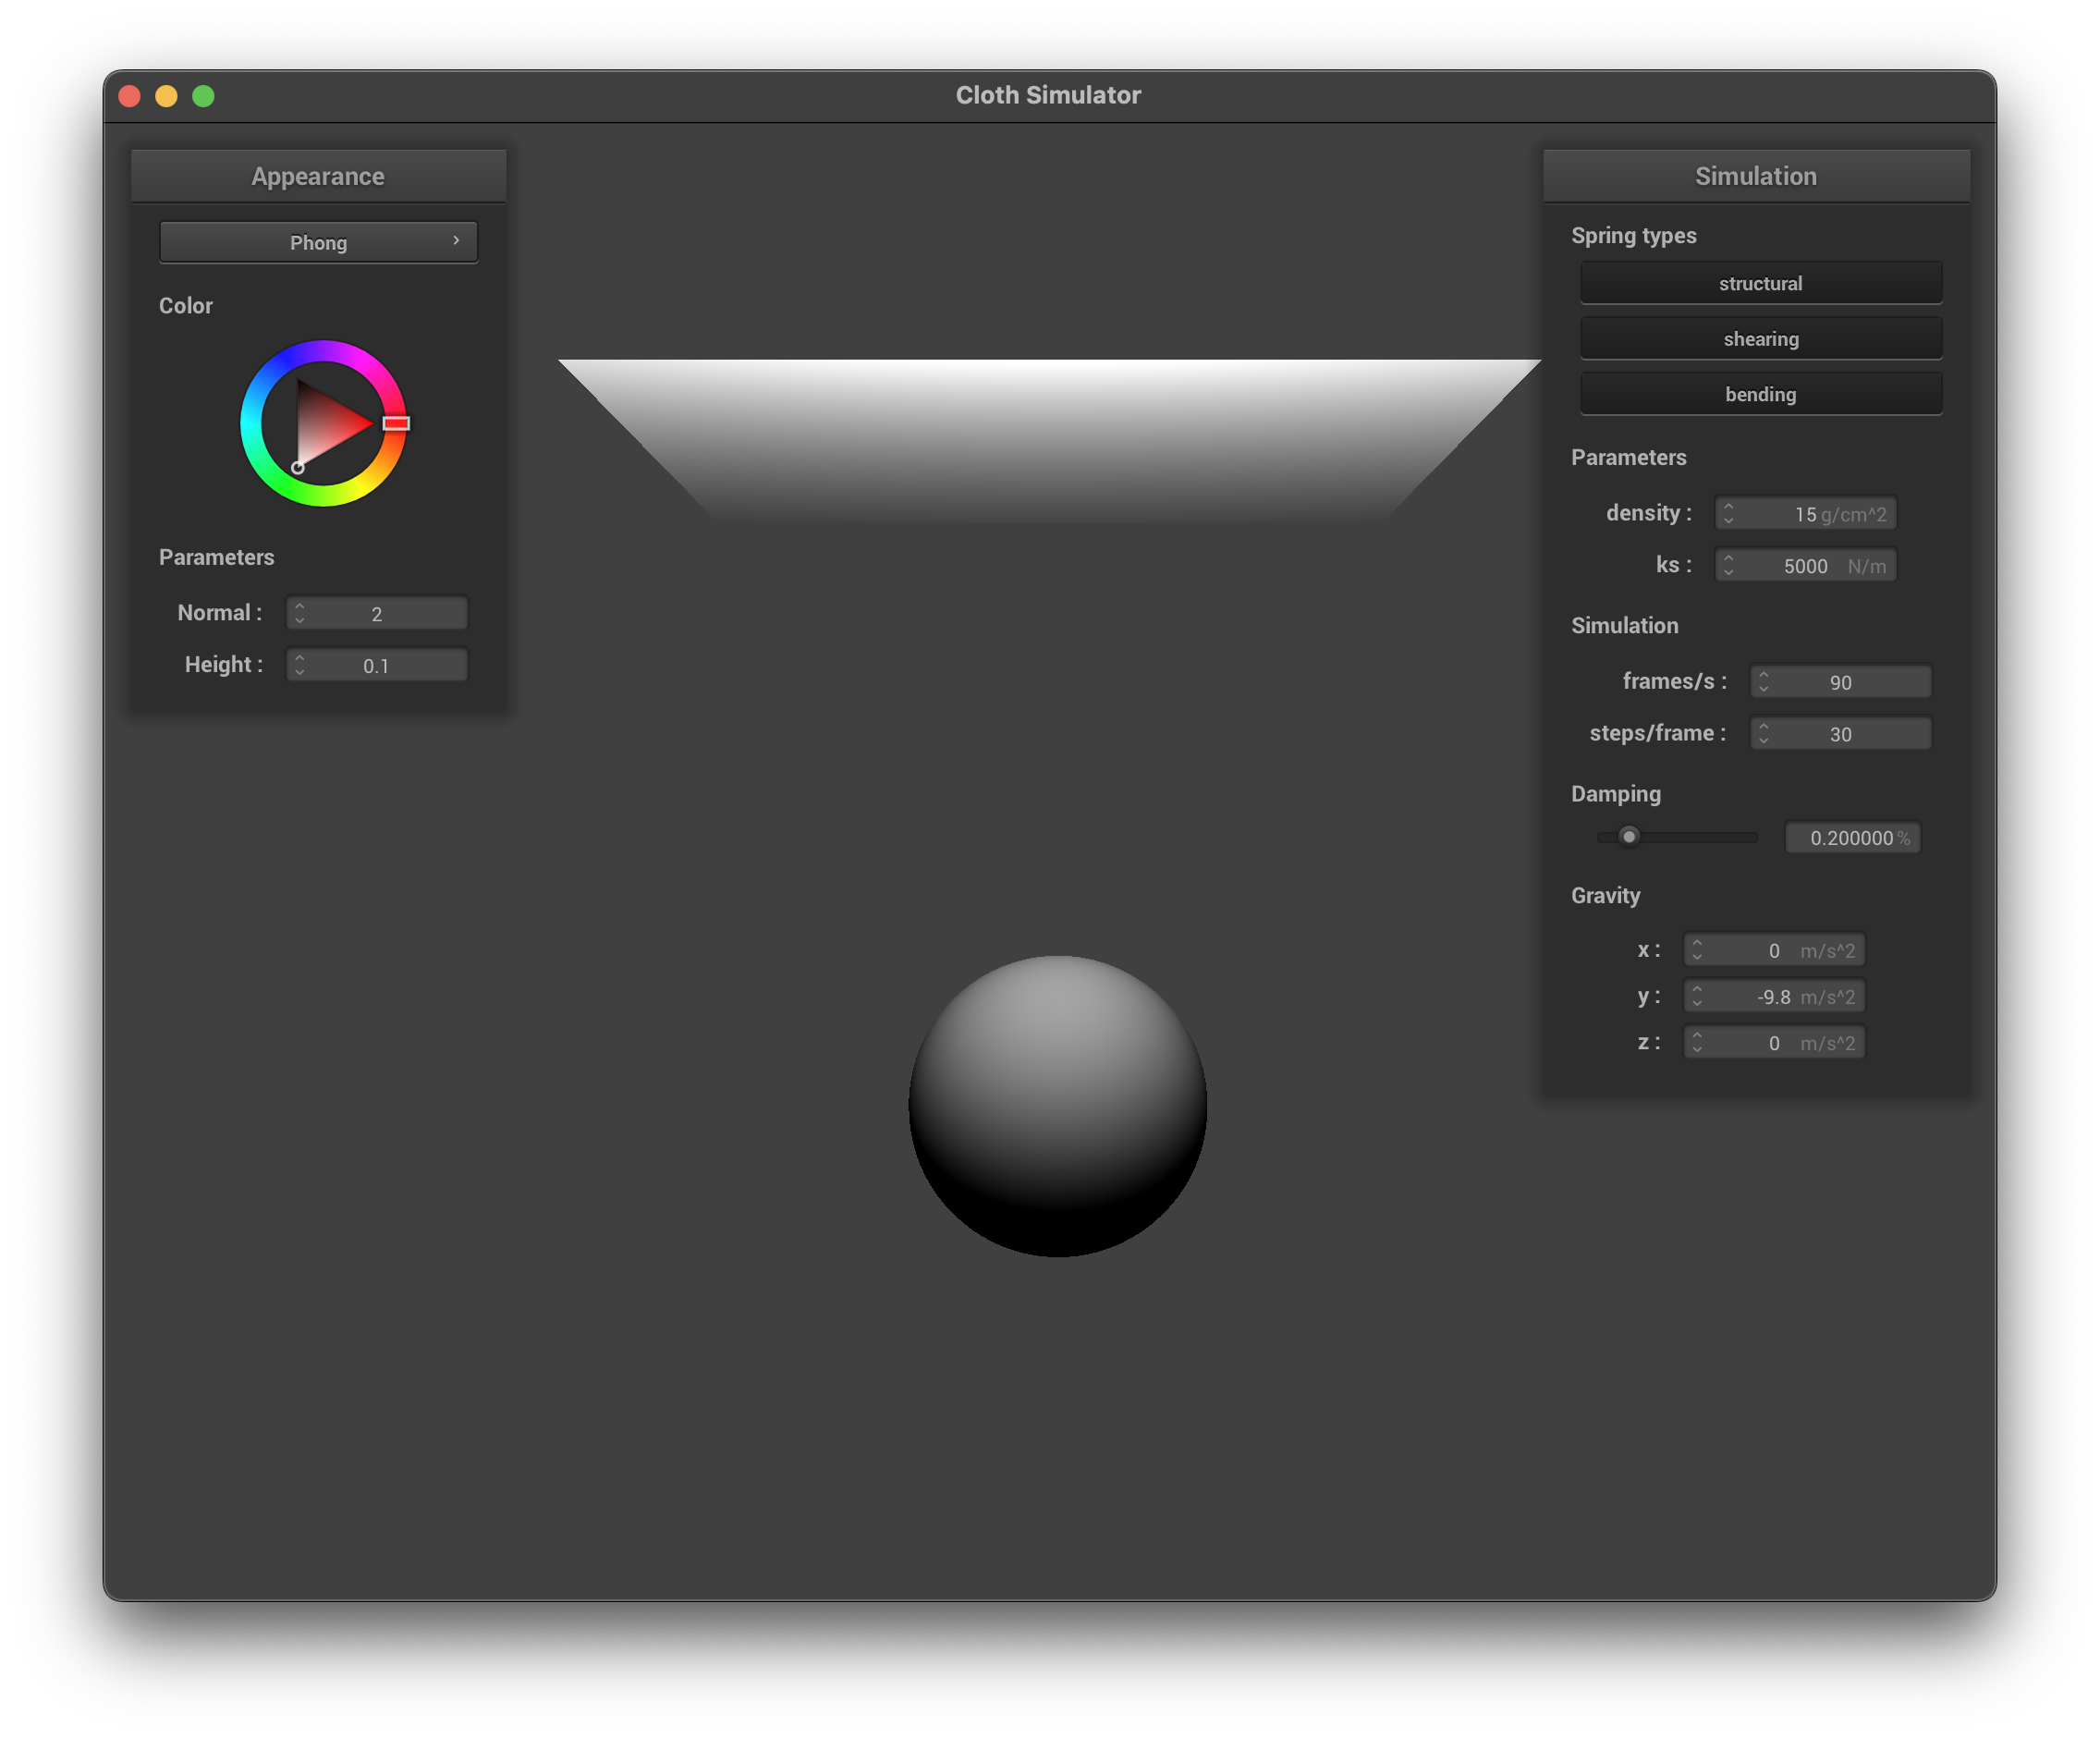 Cloth Simulator
Appearance
Phong
Color
Parameters
Normal : 2
Height : 0.1
Simulation
Spring types
structural
shearing
bending
Parameters
density : 15 g/cm^2
ks : 5000 N/m
Simulation
frames/s : 90
steps/frame : 30
Damping
0.200000 %
Gravity
x : 0 m/s^2
y : -9.8 m/s^2
z : 0 m/s^2